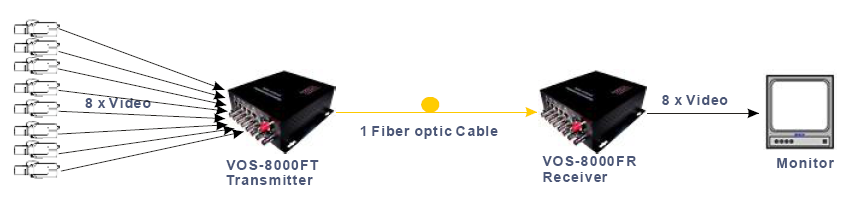 8 x Video
VOS-8000FT
Transmitter
1 Fiber optic Cable
VOS-8000FR
Receiver
8 x Video
Monitor